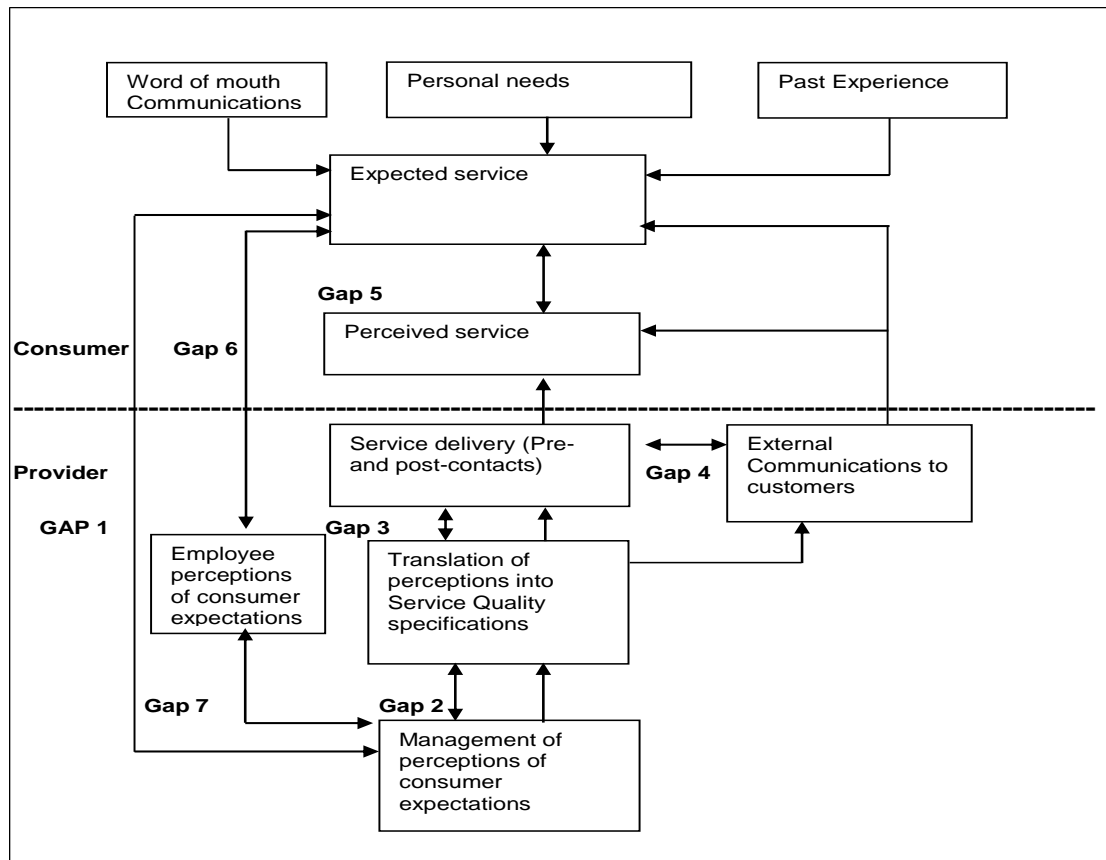 Word of mouth
Communications
Personal needs
Past Experience
Expected service
Gap 5
Perceived service
Consumer
Gap 6
Service delivery (Pre-
and post-contacts)
External
Communications to
customers
Provider
Gap 4
GAP 1
Gap 3
Employee
perceptions
of consumer
expectations
Translation of
perceptions into
Service Quality
specifications
Gap 7
Gap 2
Management of
perceptions of
consumer
expectations